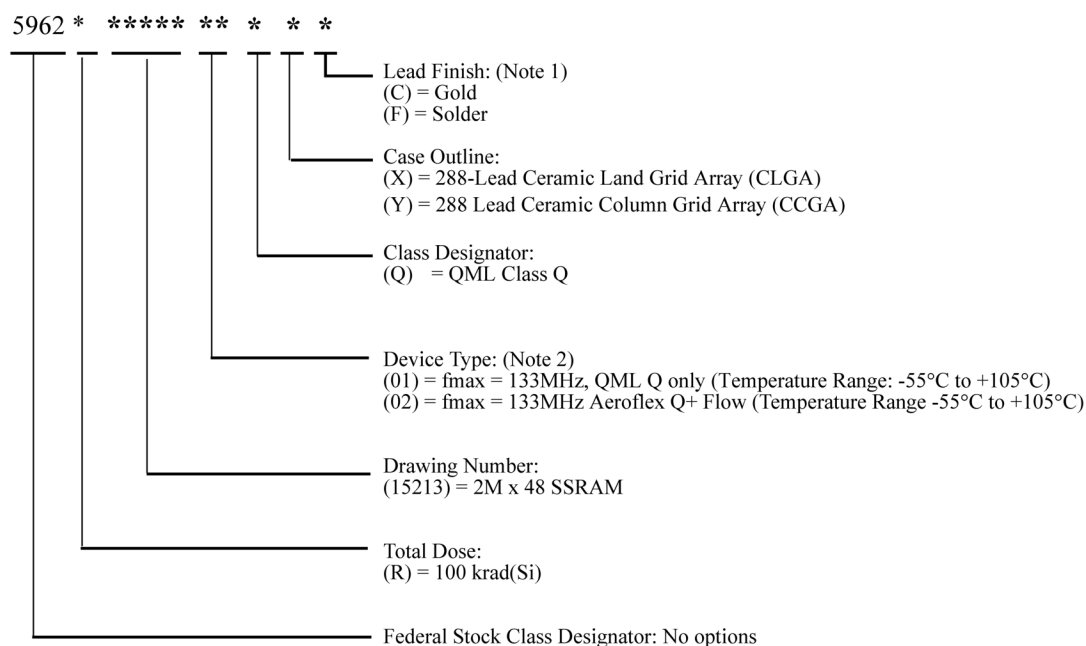 5962 * ***** ** * * *
Lead Finish: (Note 1)
(C) = Gold
(F) = Solder
Case Outline:
(X) = 288-Lead Ceramic Land Grid Array (CLGA)
(Y) = 288 Lead Ceramic Column Grid Array (CCGA)
Class Designator:
(Q) = QML Class Q
Device Type: (Note 2)
(01) = fmax = 133MHz, QML Q only (Temperature Range: -55°C to +105°C)
(02) = fmax = 133MHz Aeroflex Q+ Flow (Temperature Range -55°C to +105°C)
Drawing Number:
(15213) = 2M x 48 SSRAM
Total Dose:
(R) = 100 krad(Si)
Federal Stock Class Designator: No options